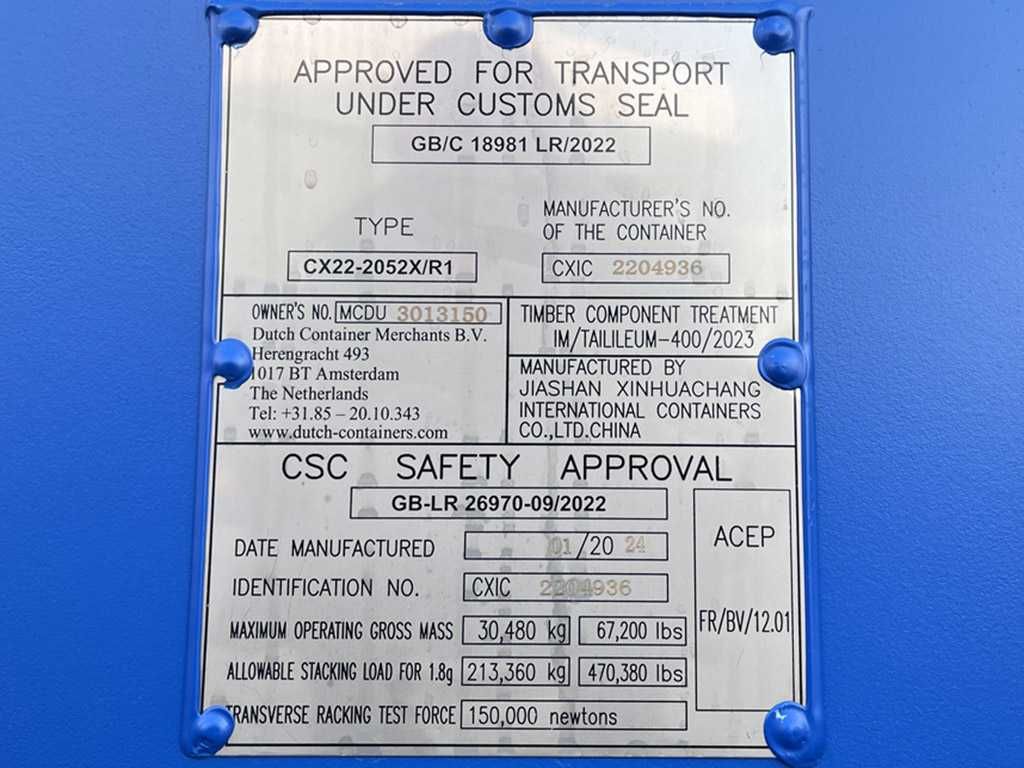 APPROVED FOR TRANSPORT
UNDER CUSTOMS SEAL
GB/C 18981 LR/2022
TYPE
CX22-2052X/R1
MANUFACTURER'S NO.
OF THE CONTAINER
CXIC 2204936
OWNER'S NO. MCDU 3013150
Dutch Container Merchants B.V.
Herengracht 493
1017 BT Amsterdam
The Netherlands
Tel: +31.85 – 20.10.343
www.dutch-containers.com
TIMBER COMPONENT TREATMENT
IM/TAILILEUM-400/2023
MANUFACTURED BY
JIASHAN XINHUACHANG
INTERNATIONAL CONTAINERS
CO.,LTD.CHINA
CSC SAFETY APPROVAL
GB-LR 26970-09/2022
DATE MANUFACTURED 01/20 24
IDENTIFICATION NO. CXIC 2204936
MAXIMUM OPERATING GROSS MASS 30,480 kg 67,200 lbs
ALLOWABLE STACKING LOAD FOR 1.8g 213,360 kg 470,380 lbs
TRANSVERSE RACKING TEST FORCE 150,000 newtons
ACEP
FR/BV/12.01